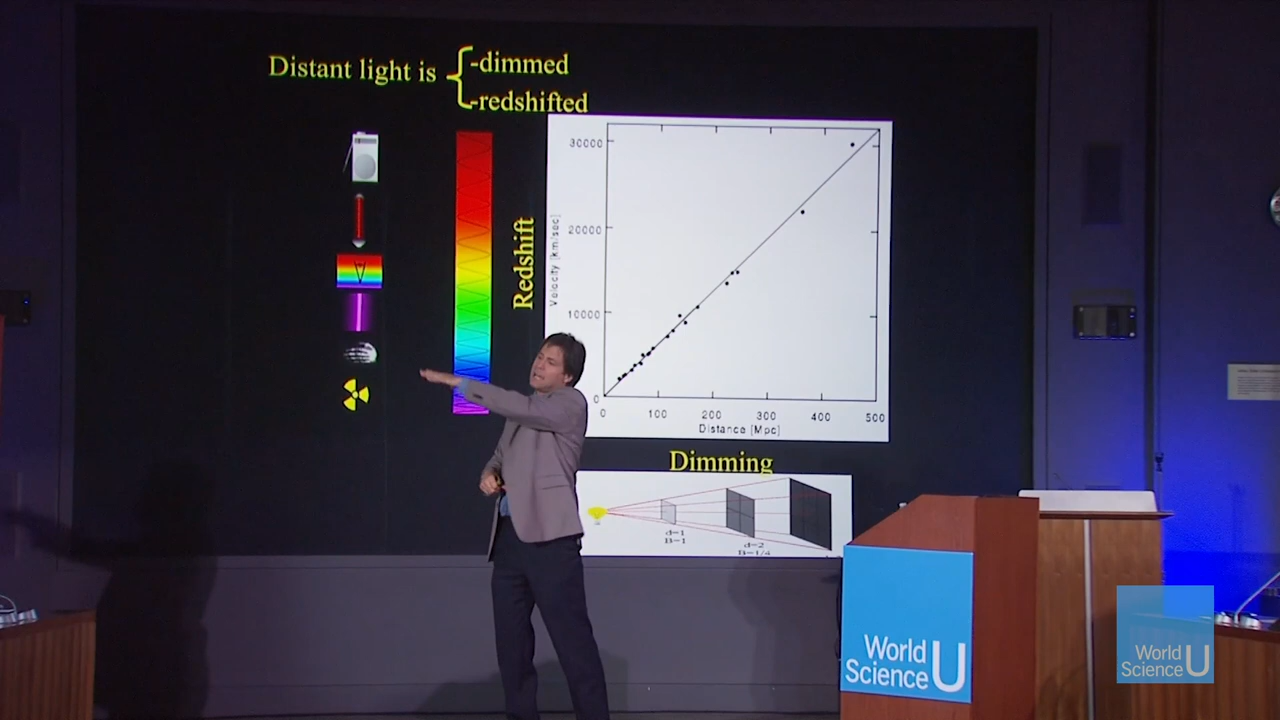 Distant light is
-dimmed
-redshifted
Redshift
Velocity [km/sec]
30000
20000
10000
0
0 100 200 300 400 500
Distance [Mpc]
Dimming
d=1
B=1
d=2
B=1/4
World
Science U
World
Science U